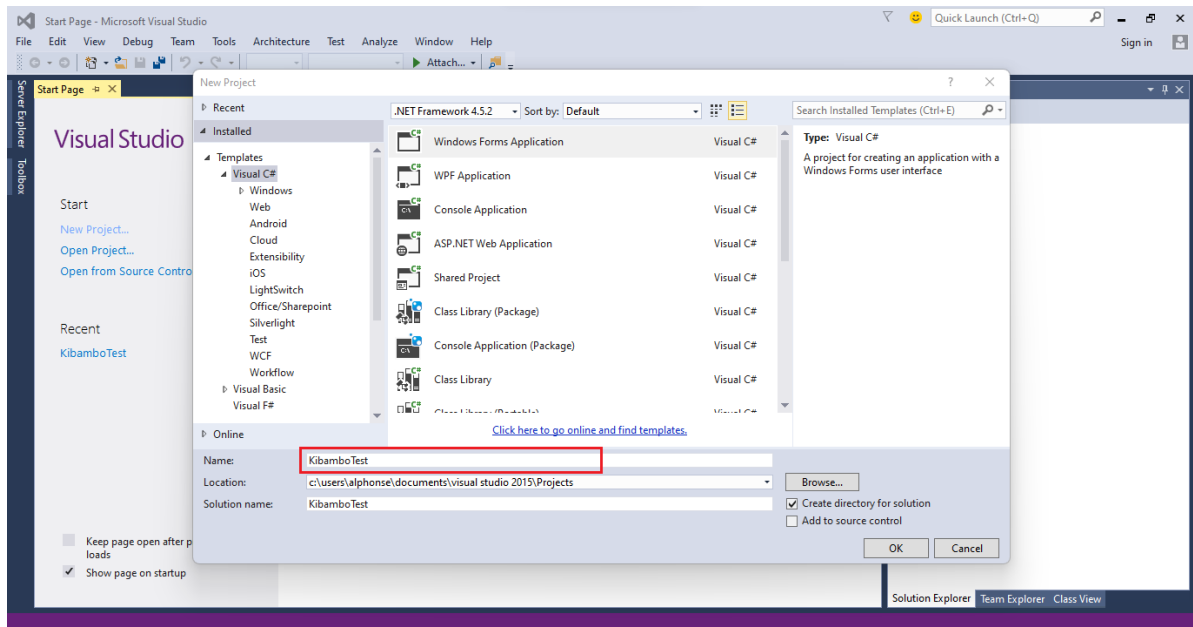 Start Page - Microsoft Visual Studio
Quick Launch (Ctrl+Q)
File Edit View Debug Team Tools Architecture Test Analyze Window Help
Sign in
Attach...
Server Explorer
Toolbox
Start Page
Visual Studio
Start
New Project...
Open Project...
Open from Source Contro
Recent
KibamboTest
Keep page open after p
loads
Show page on startup
New Project
?
Recent
Installed
Templates
Visual C#
Windows
Web
Android
Cloud
Extensibility
iOS
LightSwitch
Office/Sharepoint
Silverlight
Test
WCF
Workflow
Visual Basic
Visual F#
Online
.NET Framework 4.5.2 Sort by: Default
Search Installed Templates (Ctrl+E)
Windows Forms Application Visual C#
WPF Application Visual C#
Console Application Visual C#
ASP.NET Web Application Visual C#
Shared Project Visual C#
Class Library (Package) Visual C#
Console Application (Package) Visual C#
Class Library Visual C#
Class Library (Portable) Visual C#
Click here to go online and find templates.
Type: Visual C#
A project for creating an application with a
Windows Forms user interface
Name: KibamboTest
Location: c:\users\alphonse\documents\visual studio 2015\Projects
Browse...
Solution name: KibamboTest
Create directory for solution
Add to source control
OK Cancel
Solution Explorer Team Explorer Class View